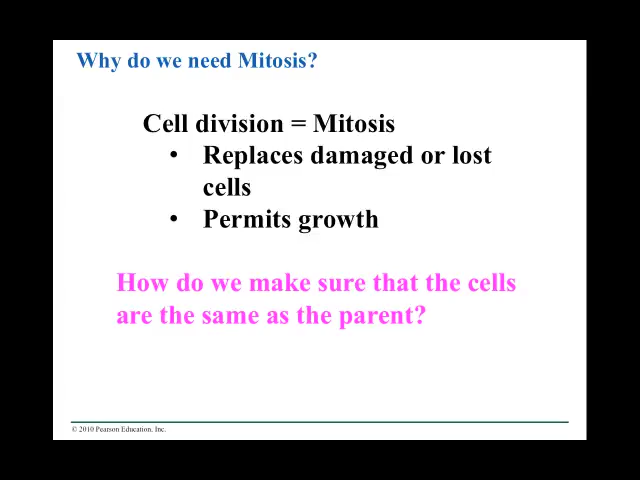 Why do we need Mitosis?
Cell division = Mitosis
• Replaces damaged or lost
cells
• Permits growth
How do we make sure that the cells
are the same as the parent?
© 2010 Pearson Education, Inc.